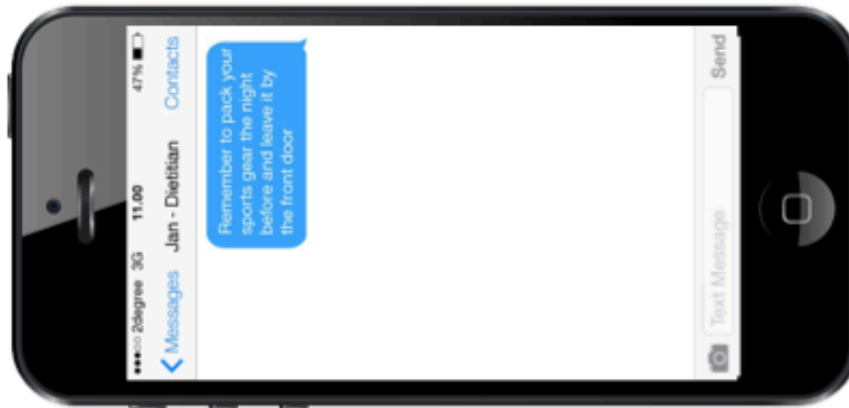 ●●●○○ 2degree 3G 11.00 47%
Messages Jan - Dietitian Contacts
Remember to pack your
sports gear the night
before and leave it by
the front door
Text Message Send